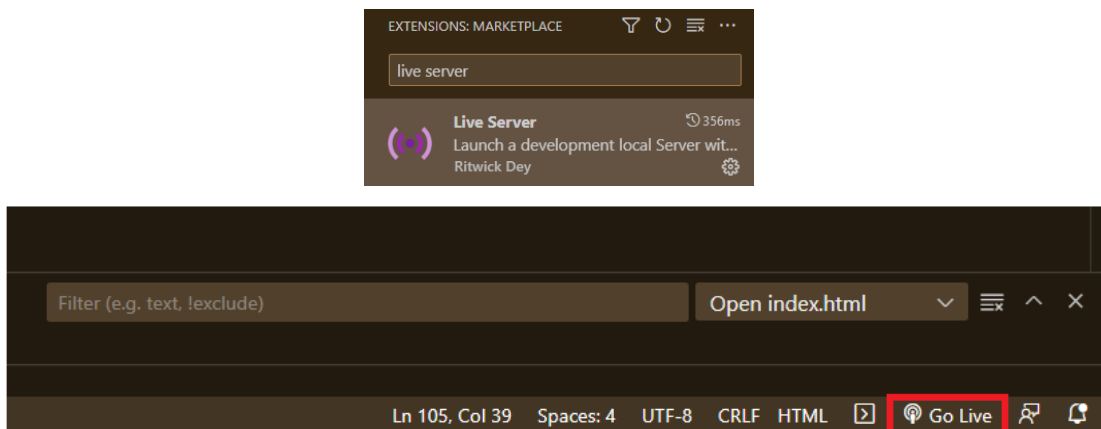 EXTENSIONS: MARKETPLACE
live server
Live Server 356ms
Launch a development local Server wit...
Ritwick Dey
Filter (e.g. text, !exclude) Open index.html
Ln 105, Col 39 Spaces: 4 UTF-8 CRLF HTML Go Live